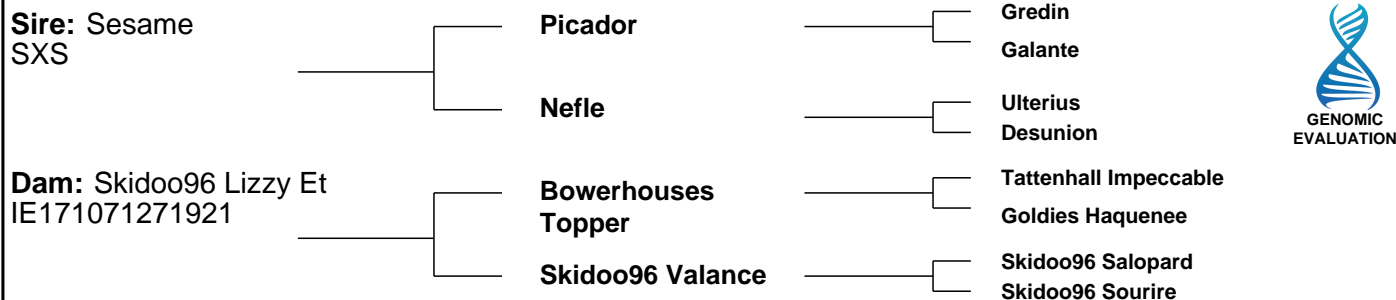 Sire: Sesame
SXS
Picador
Gredin
Galante
Nefle
Ulterius
Desunion
Dam: Skidoo96 Lizzy Et
IE171071271921
Bowerhouses
Topper
Tattenhall Impeccable
Goldies Haquenee
Skidoo96 Valance
Skidoo96 Salopard
Skidoo96 Sourire
GENOMIC
EVALUATION